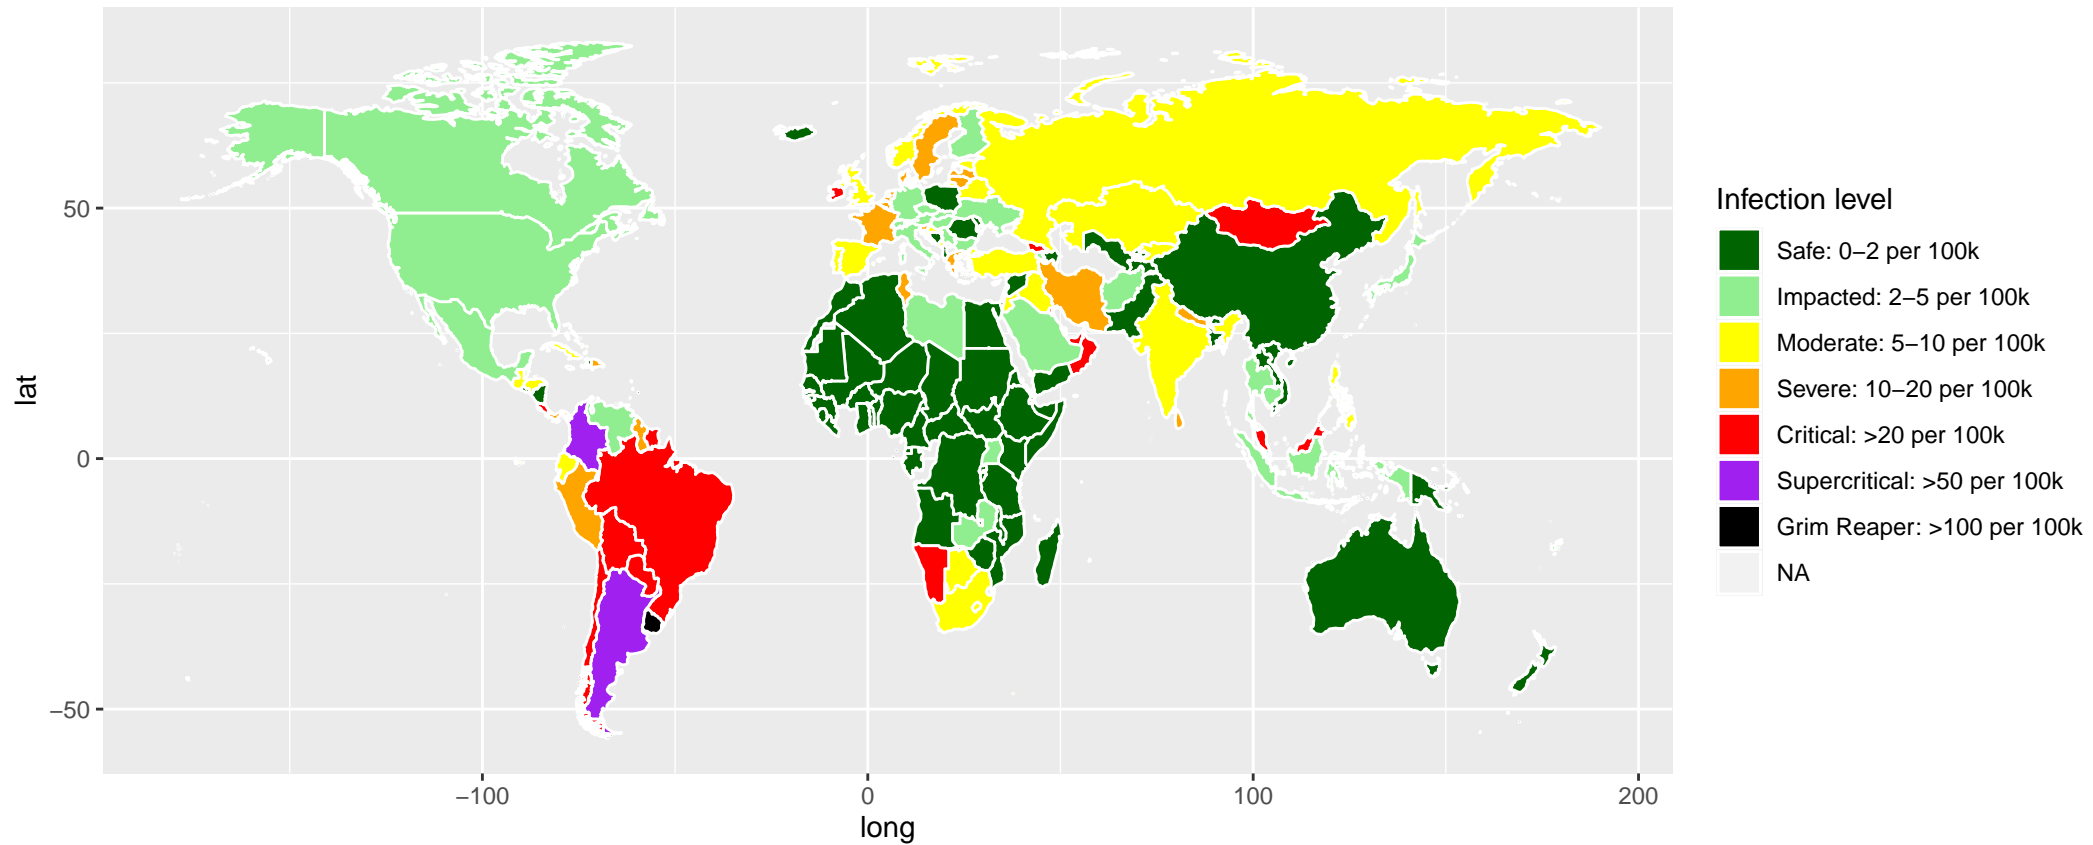 lat
50
0
−50
−100
0
100
200
long
Infection level
Safe: 0−2 per 100k
Impacted: 2−5 per 100k
Moderate: 5−10 per 100k
Severe: 10−20 per 100k
Critical: >20 per 100k
Supercritical: >50 per 100k
Grim Reaper: >100 per 100k
NA